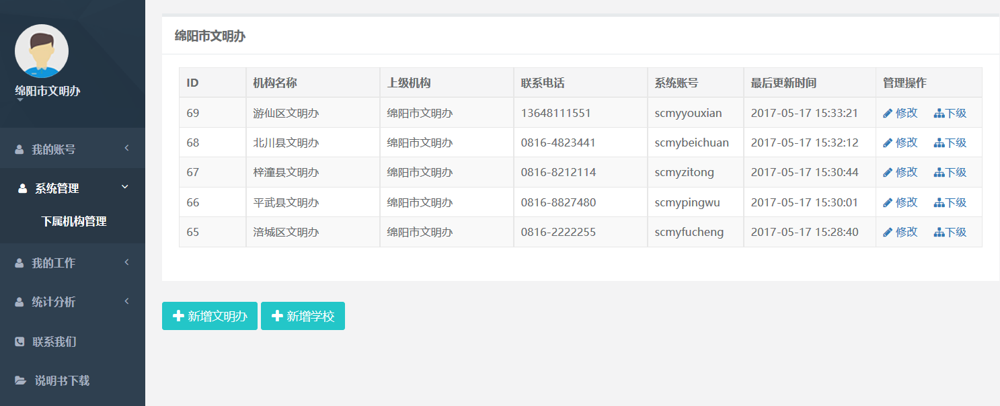 绵阳市文明办
我的账号
系统管理
下属机构管理
我的工作
统计分析
联系我们
说明书下载
绵阳市文明办
ID 机构名称 上级机构 联系电话 系统账号 最后更新时间 管理操作
69 游仙区文明办 绵阳市文明办 13648111551 scmyyouxian 2017-05-17 15:33:21 修改 下级
68 北川县文明办 绵阳市文明办 0816-4823441 scmybeichuan 2017-05-17 15:32:12 修改 下级
67 梓潼县文明办 绵阳市文明办 0816-8212114 scmyzitong 2017-05-17 15:30:44 修改 下级
66 平武县文明办 绵阳市文明办 0816-8827480 scmypingwu 2017-05-17 15:30:01 修改 下级
65 涪城区文明办 绵阳市文明办 0816-2222255 scmyfucheng 2017-05-17 15:28:40 修改 下级
新增文明办 新增学校